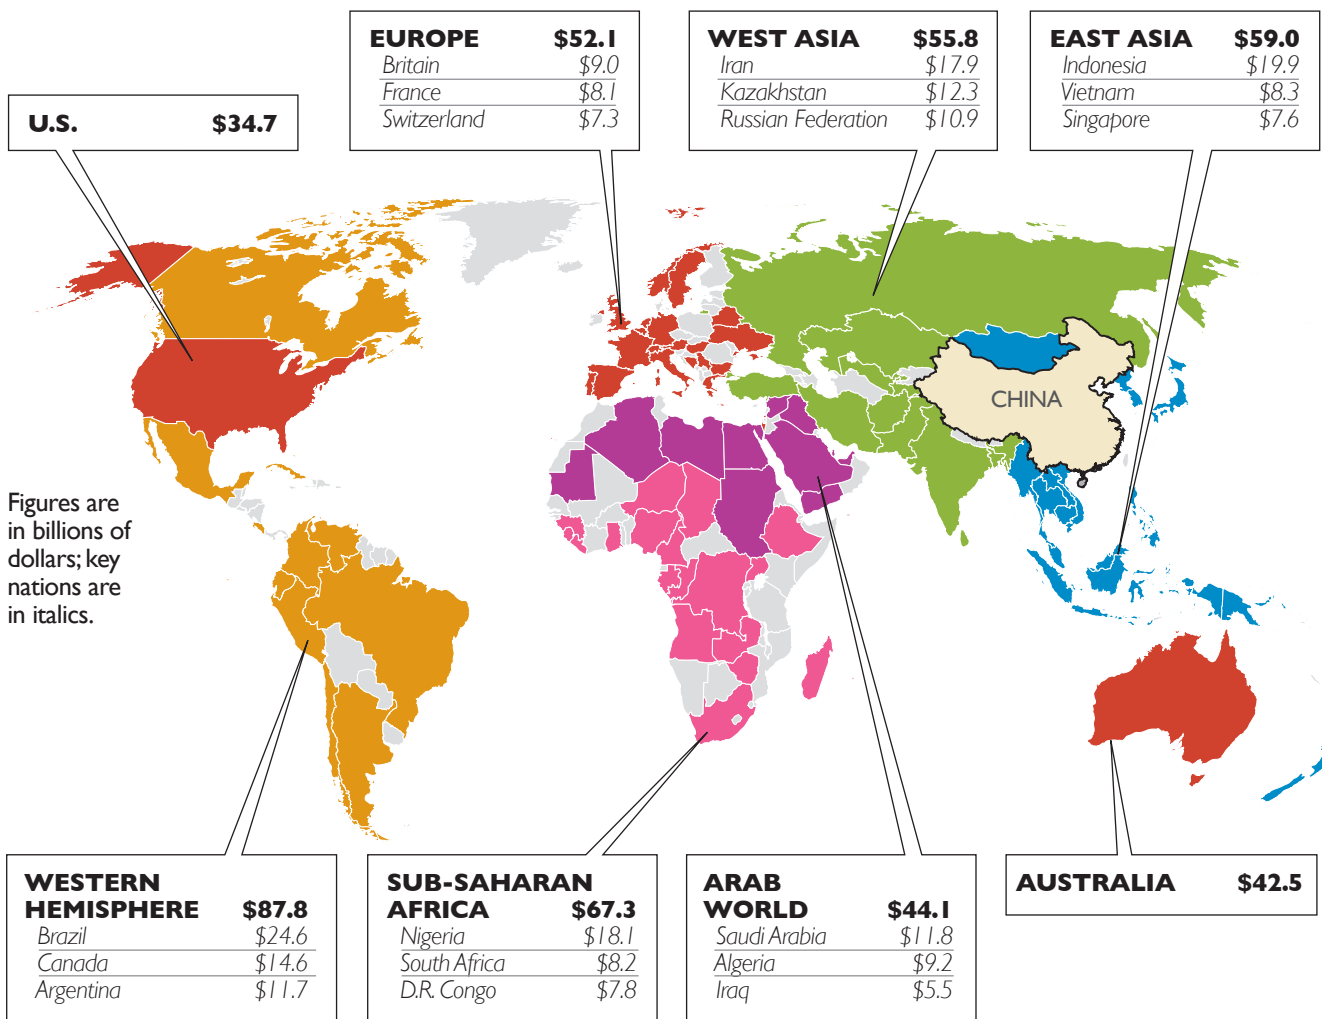 EUROPE $52.1
Britain $9.0
France $8.1
Switzerland $7.3
WEST ASIA $55.8
Iran $17.9
Kazakhstan $12.3
Russian Federation $10.9
EAST ASIA $59.0
Indonesia $19.9
Vietnam $8.3
Singapore $7.6
U.S. $34.7
CHINA
Figures are
in billions of
dollars; key
nations are
in italics.
WESTERN
HEMISPHERE $87.8
Brazil $24.6
Canada $14.6
Argentina $11.7
SUB-SAHARAN
AFRICA $67.3
Nigeria $18.1
South Africa $8.2
D.R. Congo $7.8
ARAB
WORLD $44.1
Saudi Arabia $11.8
Algeria $9.2
Iraq $5.5
AUSTRALIA $42.5